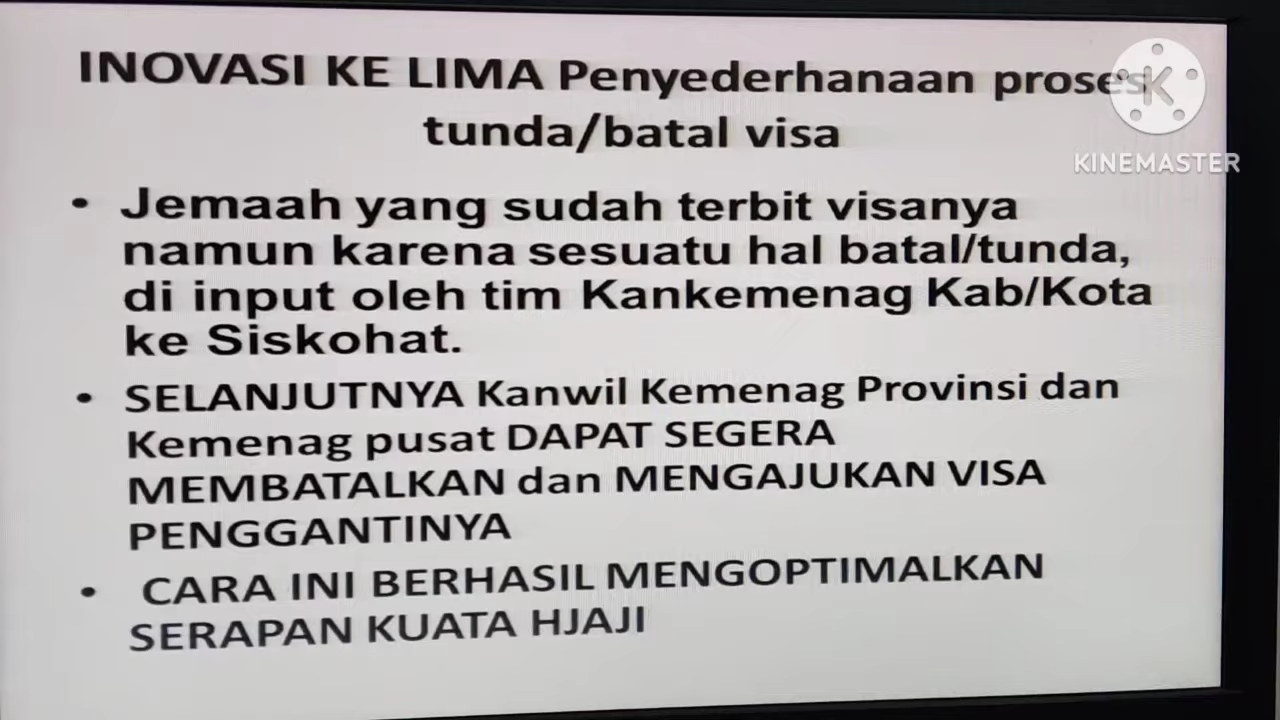 INOVASI KE LIMA Penyederhanaan proses
tunda/batal visa
• Jemaah yang sudah terbit visanya
namun karena sesuatu hal batal/tunda,
di input oleh tim Kankemenag Kab/Kota
ke Siskohat.
• SELANJUTNYA Kanwil Kemenag Provinsi dan
Kemenag pusat DAPAT SEGERA
MEMBATALKAN dan MENGAJUKAN VISA
PENGGANTINYA
• CARA INI BERHASIL MENGOPTIMALKAN
SERAPAN KUATA HJAJI
K
KINEMASTER